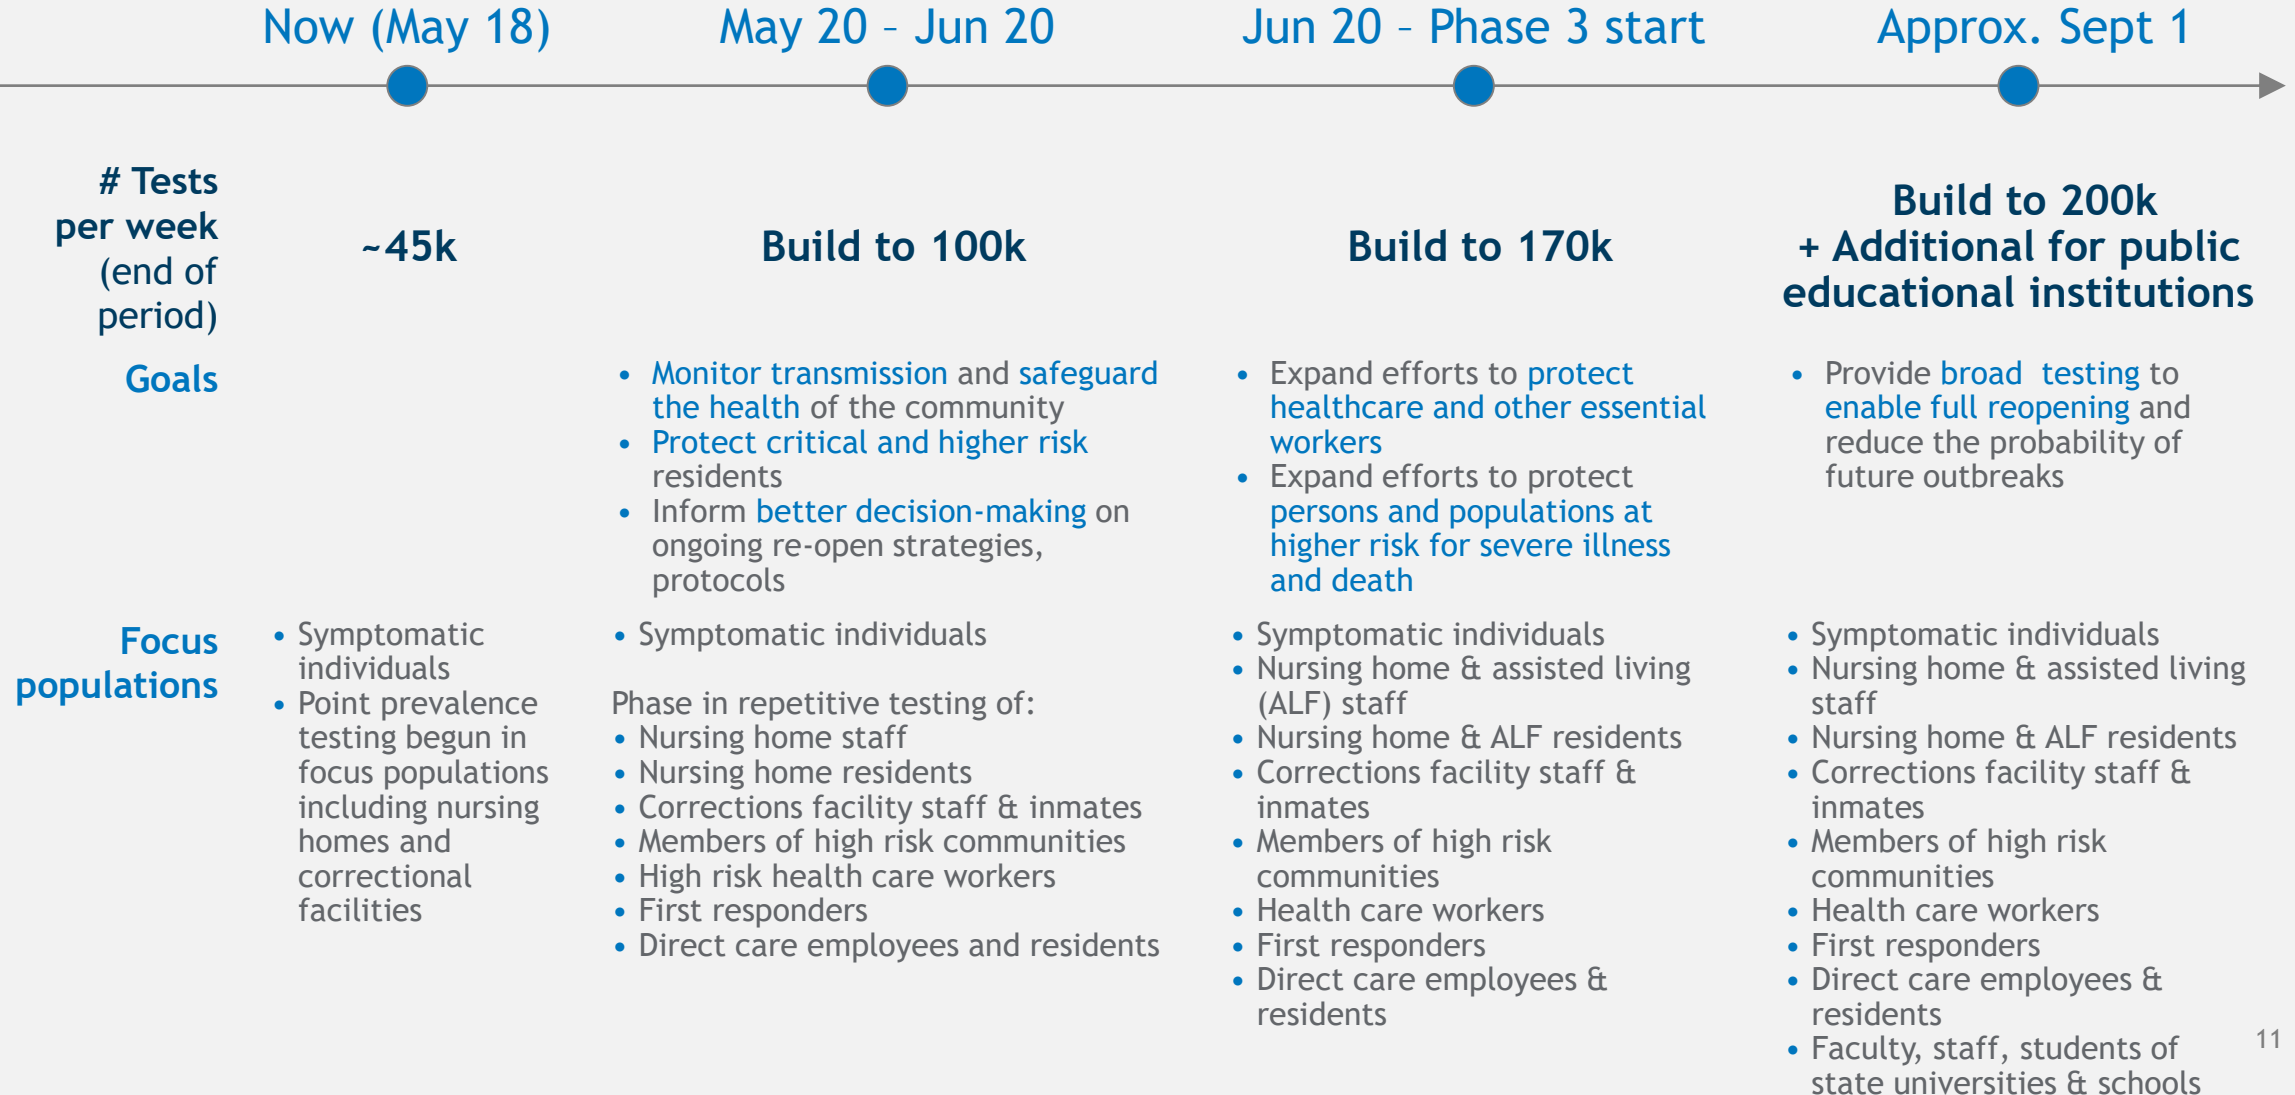 Now (May 18)
May 20 – Jun 20
Jun 20 – Phase 3 start
Approx. Sept 1
# Tests
per week
(end of
period)
~45k
Build to 100k
Build to 170k
Build to 200k
+ Additional for public
educational institutions
Goals
• Monitor transmission and safeguard
the health of the community
• Protect critical and higher risk
residents
• Inform better decision-making on
ongoing re-open strategies,
protocols
• Expand efforts to protect
healthcare and other essential
workers
• Expand efforts to protect
persons and populations at
higher risk for severe illness
and death
• Provide broad testing to
enable full reopening and
reduce the probability of
future outbreaks
Focus
populations
• Symptomatic
individuals
• Point prevalence
testing begun in
focus populations
including nursing
homes and
correctional
facilities
• Symptomatic individuals
Phase in repetitive testing of:
• Nursing home staff
• Nursing home residents
• Corrections facility staff & inmates
• Members of high risk communities
• High risk health care workers
• First responders
• Direct care employees and residents
• Symptomatic individuals
• Nursing home & assisted living
(ALF) staff
• Nursing home & ALF residents
• Corrections facility staff &
inmates
• Members of high risk
communities
• Health care workers
• First responders
• Direct care employees &
residents
• Symptomatic individuals
• Nursing home & assisted living
staff
• Nursing home & ALF residents
• Corrections facility staff &
inmates
• Members of high risk
communities
• Health care workers
• First responders
• Direct care employees &
residents
• Faculty, staff, students of
state universities & schools
11